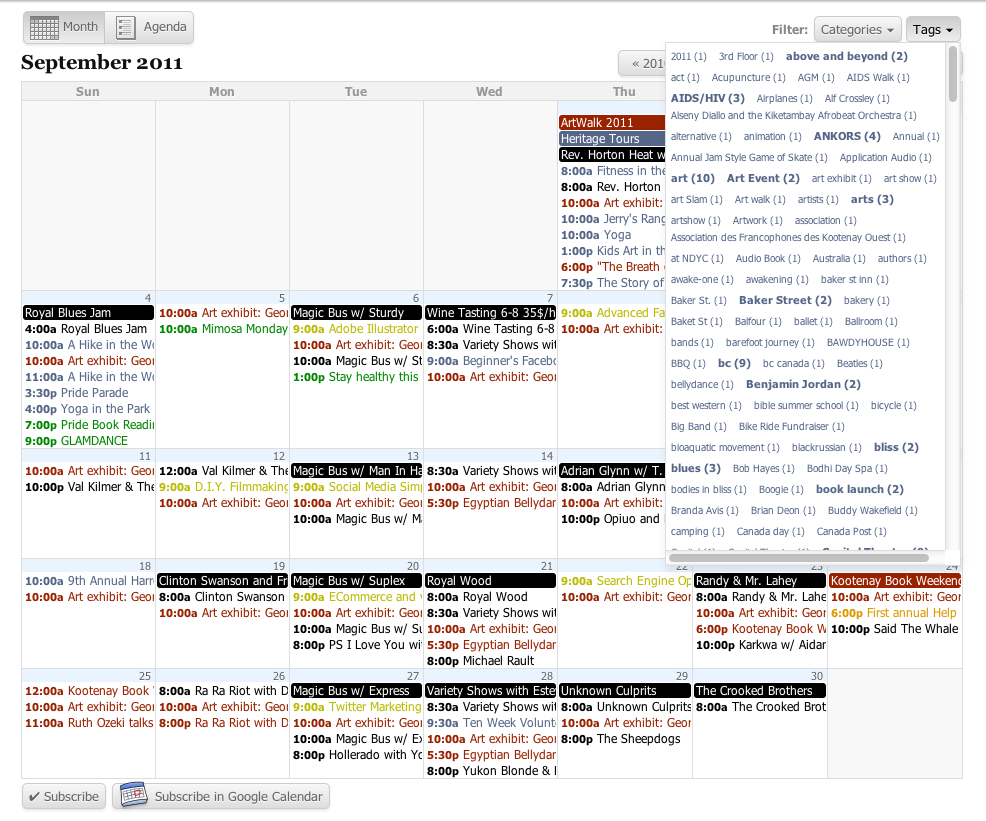 Month Agenda Filter: Categories Tags
September 2011 « 201
Sun Mon Tue Wed Thu
2011 (1) 3rd Floor (1) above and beyond (2)
act (1) Acupuncture (1) AGM (1) AIDS Walk (1)
AIDS/HIV (3) Airplanes (1) Alf Crossley (1)
Alseny Diallo and the Kiketambay Afrobeat Orchestra (1)
alternative (1) animation (1) ANKORS (4) Annual (1)
Annual Jam Style Game of Skate (1) Application Audio (1)
art (10) Art Event (2) art exhibit (1) art show (1)
art Slam (1) Art walk (1) artists (1) arts (3)
artshow (1) Artwork (1) association (1)
Association des Francophones des Kootenay Ouest (1)
at NDYC (1) Audio Book (1) Australia (1) authors (1)
awake-one (1) awakening (1) baker st inn (1)
Baker St. (1) Baker Street (2) bakery (1)
Baket St (1) Balfour (1) ballet (1) Ballroom (1)
bands (1) barefoot journey (1) BAWDYHOUSE (1)
BBQ (1) bc (9) bc canada (1) Beatles (1)
bellydance (1) Benjamin Jordan (2)
best western (1) bible summer school (1) bicycle (1)
Big Band (1) Bike Ride Fundraiser (1)
bioaquatic movement (1) blackrussian (1) bliss (2)
blues (3) Bob Hayes (1) Bodhi Day Spa (1)
bodies in bliss (1) Boogie (1) book launch (2)
Branda Avis (1) Brian Deon (1) Buddy Wakefield (1)
camping (1) Canada day (1) Canada Post (1)
ArtWalk 2011
Heritage Tours
Rev. Horton Heat w
8:00a Fitness in the
8:00a Rev. Horton
10:00a Art exhibit:
10:00a Jerry's Rang
10:00a Yoga
1:00p Kids Art in th
6:00p "The Breath
7:30p The Story of
4
Royal Blues Jam
4:00a Royal Blues Jam
10:00a A Hike in the Wo
10:00a Art exhibit: Geor
11:00a A Hike in the Wo
3:30p Pride Parade
4:00p Yoga in the Park
7:00p Pride Book Readi
9:00p GLAMDANCE
5
10:00a Art exhibit: Geor
10:00a Mimosa Monday
6
Magic Bus w/ Sturdy
9:00a Adobe Illustrator
10:00a Art exhibit: Geor
10:00a Magic Bus w/ St
1:00p Stay healthy this
7
Wine Tasting 6-8 35$/h
6:00a Wine Tasting 6-8
8:30a Variety Shows wit
9:00a Beginner's Facebo
10:00a Art exhibit: Geor
9:00a Advanced Fa
10:00a Art exhibit:
11
10:00a Art exhibit: Geor
10:00p Val Kilmer & The
12
12:00a Val Kilmer & The
9:00a D.I.Y. Filmmaking
10:00a Art exhibit: Geor
13
Magic Bus w/ Man In Ha
9:00a Social Media Simp
10:00a Art exhibit: Geor
10:00a Magic Bus w/ Ma
14
8:30a Variety Shows wit
10:00a Art exhibit: Geor
5:30p Egyptian Bellydar
Adrian Glynn w/ T.
8:00a Adrian Glynn
10:00a Art exhibit:
10:00p Opiuo and
18
10:00a 9th Annual Harr
10:00a Art exhibit: Geor
19
Clinton Swanson and Fr
8:00a Clinton Swanson
10:00a Art exhibit: Geor
20
Magic Bus w/ Suplex
9:00a ECommerce and
10:00a Art exhibit: Geor
10:00a Magic Bus w/ Su
8:00p PS I Love You wi
21
Royal Wood
8:00a Royal Wood
8:30a Variety Shows wit
10:00a Art exhibit: Geor
5:30p Egyptian Bellydar
8:00p Michael Rault
22
9:00a Search Engine Op
10:00a Art exhibit: Geor
23
Randy & Mr. Lahey
8:00a Randy & Mr. Lahe
10:00a Art exhibit: Geor
6:00p Kootenay Book W
10:00p Karkwa w/ Aidar
24
Kootenay Book Weekend
10:00a Art exhibit: Geor
6:00p First annual Help
10:00p Said The Whale
25
12:00a Kootenay Book
10:00a Art exhibit: Geor
11:00a Ruth Ozeki talks
26
8:00a Ra Ra Riot with D
10:00a Art exhibit: Geor
8:00p Ra Ra Riot with D
27
Magic Bus w/ Express
9:00a Twitter Marketing
10:00a Art exhibit: Geor
10:00a Magic Bus w/ Ex
8:00p Hollerado with Yo
28
Variety Shows with Este
8:30a Variety Shows wit
9:30a Ten Week Volunt
10:00a Art exhibit: Geor
5:30p Egyptian Bellydar
8:00p Yukon Blonde & I
29
Unknown Culprits
8:00a Unknown Culprits
10:00a Art exhibit: Geor
8:00p The Sheepdogs
30
The Crooked Brothers
8:00a The Crooked Brot
✔ Subscribe Subscribe in Google Calendar